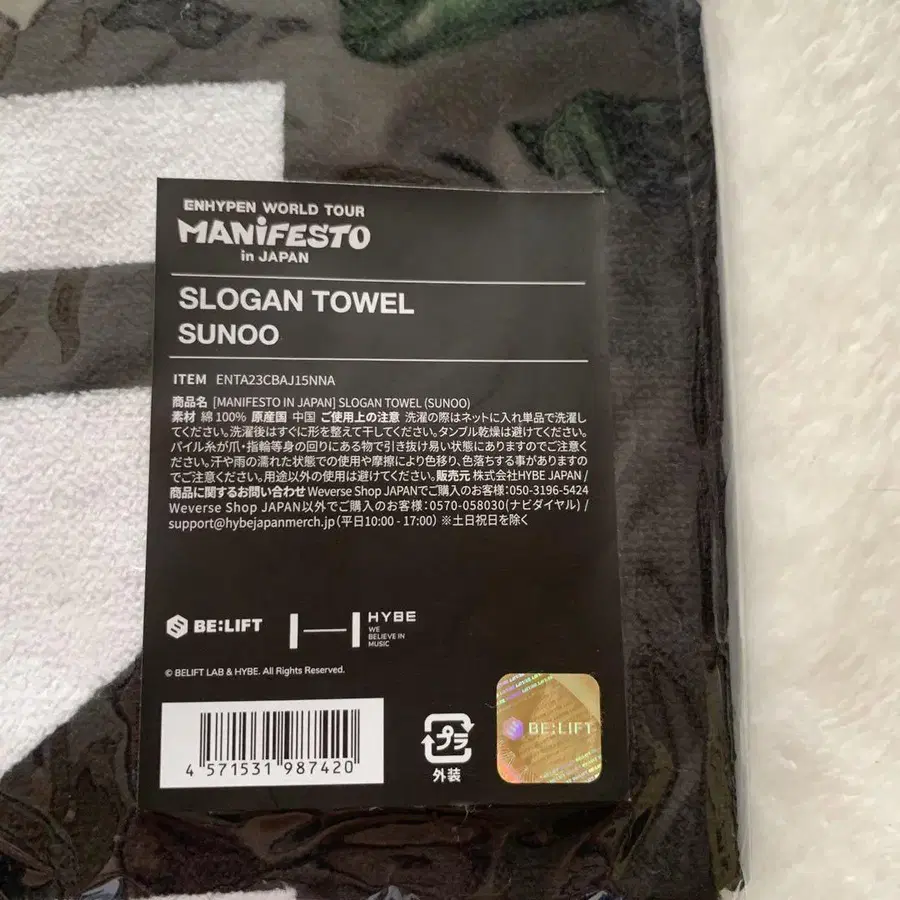 ENHYPEN WORLD TOUR
MANiFESTO
in JAPAN
SLOGAN TOWEL
SUNOO
ITEM ENTA23CBAJ15NNA
商品名 [MANIFESTO IN JAPAN] SLOGAN TOWEL (SUNOO)
素材 綿100% 原産国 中国 ご使用上の注意 洗濯の際はネットに入れ単品で洗濯し
てください。洗濯後はすぐに形を整えて干してください。タンブル乾燥は避けてください。
パイル糸が爪・指輪等身の回りにある物で引き抜け易い状態にありますのでご注意くだ
さい。汗や雨の濡れた状態での使用や摩擦により色移り、色落ちする事がありますの
でご注意ください。用途以外の使用は避けてください。販売元 株式会社HYBE JAPAN /
商品に関するお問い合わせ Weverse Shop JAPANでご購入のお客様：050-3196-5424
Weverse Shop JAPAN以外でご購入のお客様：0570-058030(ナビダイヤル) /
support@hybejapanmerch.jp (平日10:00 - 17:00) ※土日祝日を除く
BE:LIFT
HYBE
WE
BELIEVE IN
MUSIC
© BELIFT LAB & HYBE. All Rights Reserved.
4 571531 987420
プラ
外装
BE:LIFT